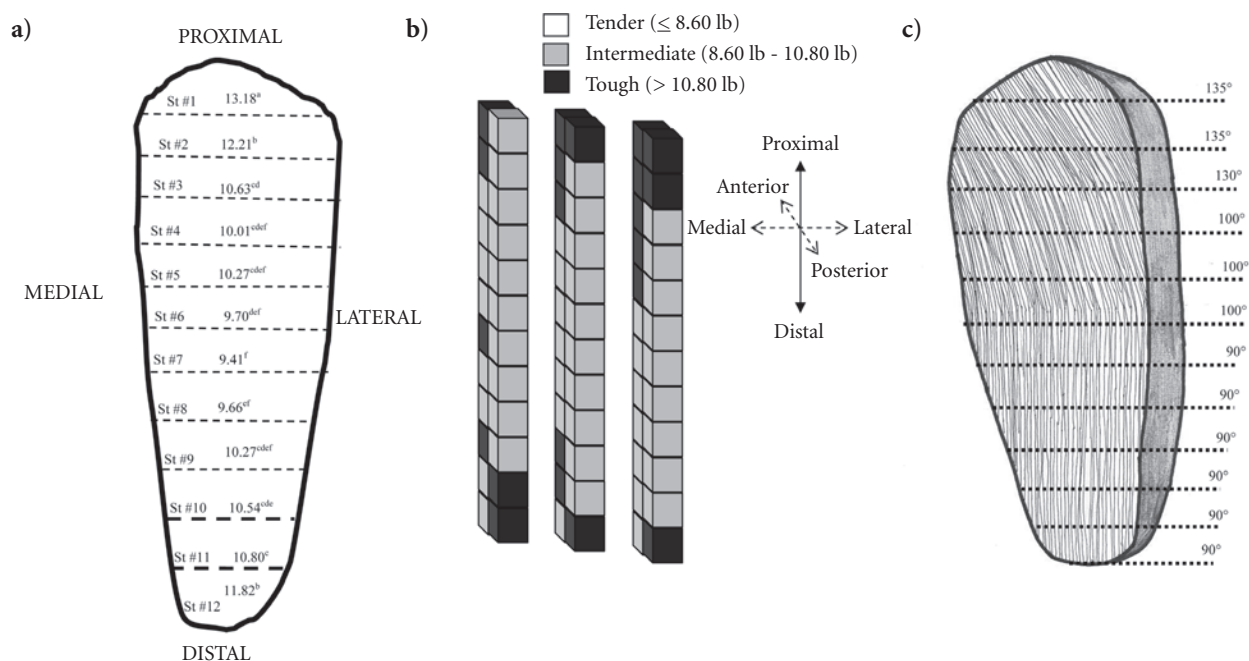 a)
PROXIMAL
St #1 13.18ᵃ
St #2 12.21ᵇ
St #3 10.63ᶜᵈ
St #4 10.01ᶜᵈᵉᶠ
St #5 10.27ᶜᵈᵉᶠ
MEDIAL
St #6 9.70ᵈᵉᶠ
LATERAL
St #7 9.41ᶠ
St #8 9.66ᵉᶠ
St #9 10.27ᶜᵈᵉᶠ
St #10 10.54ᶜᵈᵉ
St #11 10.80ᶜ
St #12 11.82ᵇ
DISTAL
b)
Tender (≤ 8.60 lb)
Intermediate (8.60 lb - 10.80 lb)
Tough (> 10.80 lb)
Proximal
Anterior
Medial Lateral
Posterior
Distal
c)
135°
135°
130°
100°
100°
100°
90°
90°
90°
90°
90°
90°